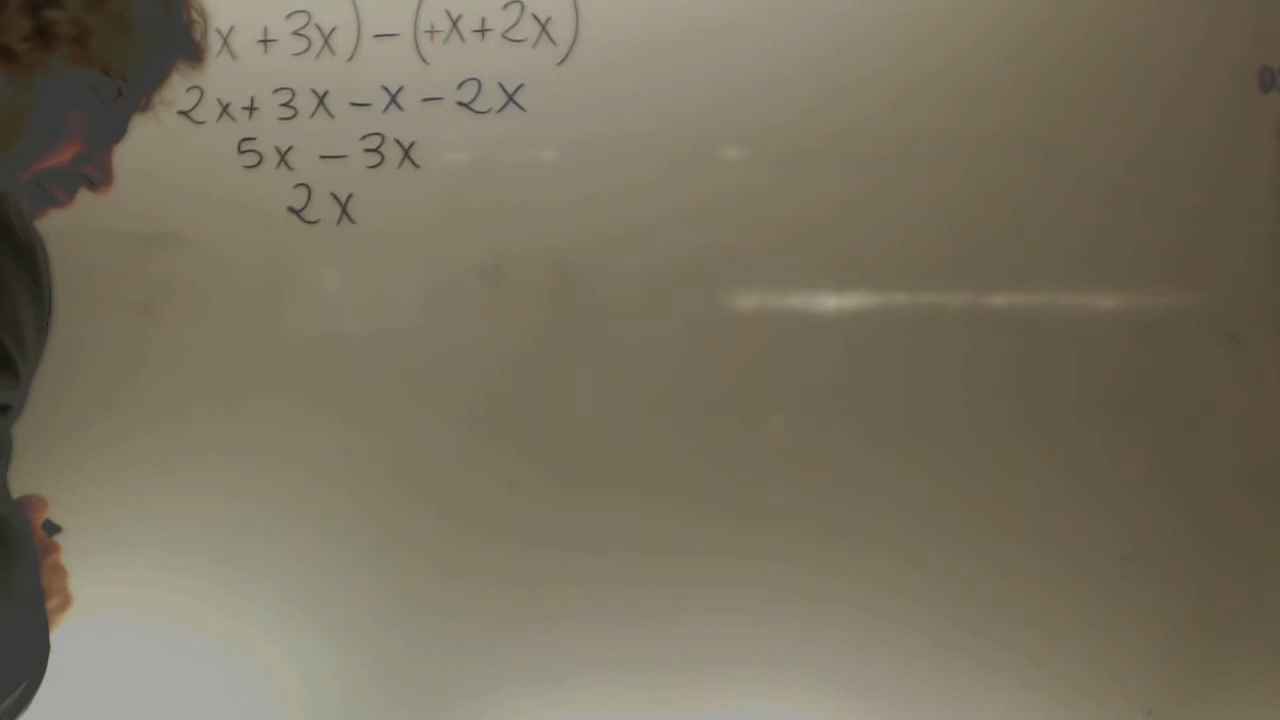 x + 3x) - (+x + 2x)
2x + 3x - x - 2x
5x - 3x
2x